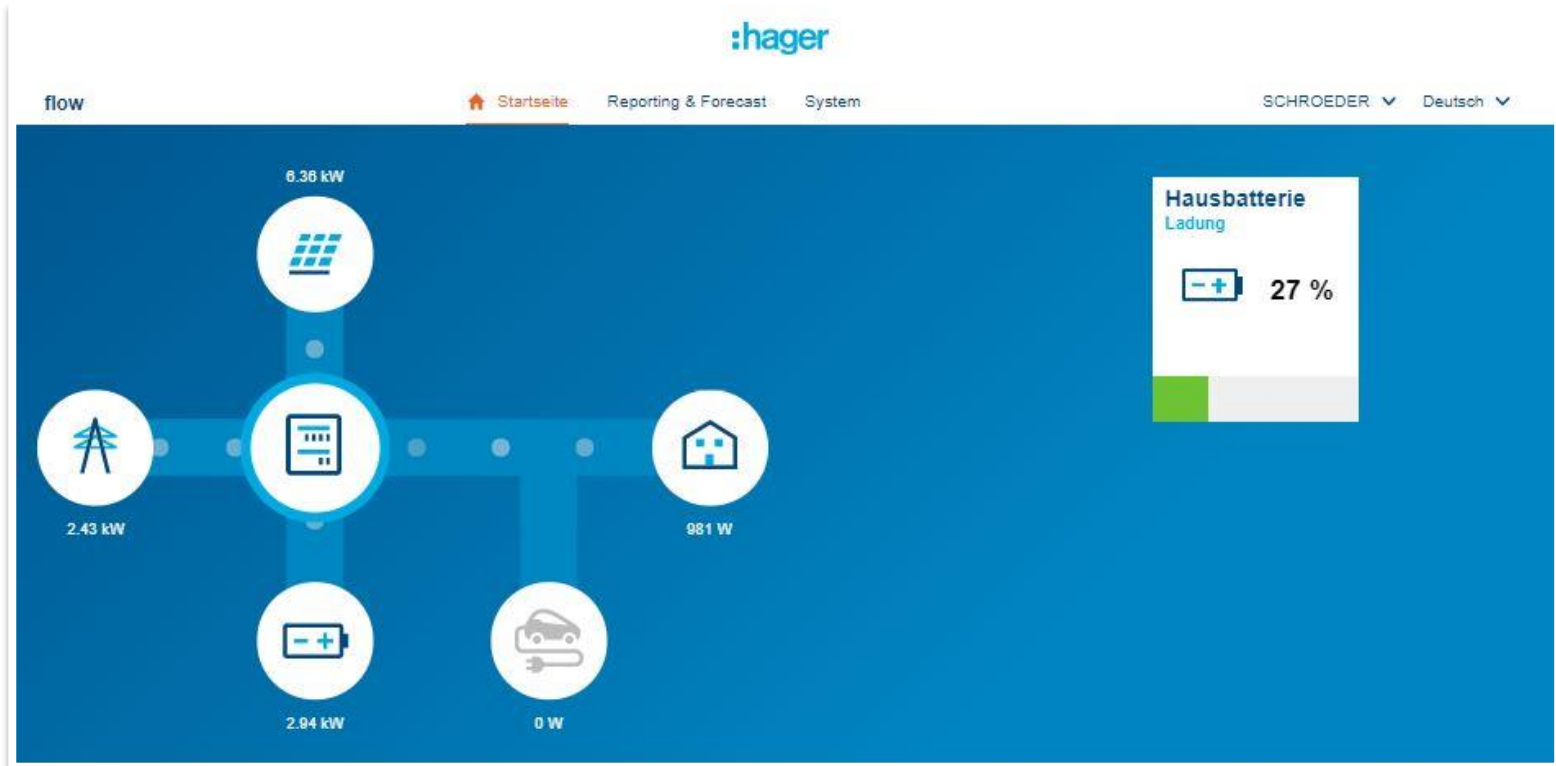 :hager
flow
Startseite
Reporting & Forecast
System
SCHROEDER
Deutsch
6.36 kW
Hausbatterie
Ladung
27 %
2.43 kW
981 W
2.94 kW
0 W